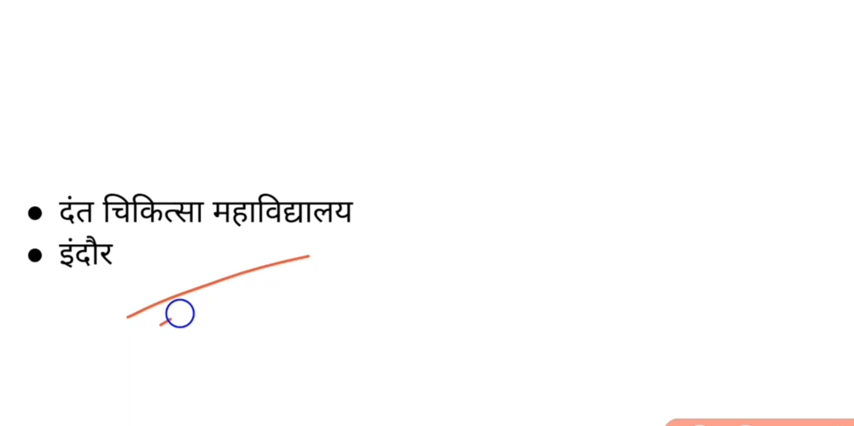 ● दंत चिकित्सा महाविद्यालय
● इंदौर